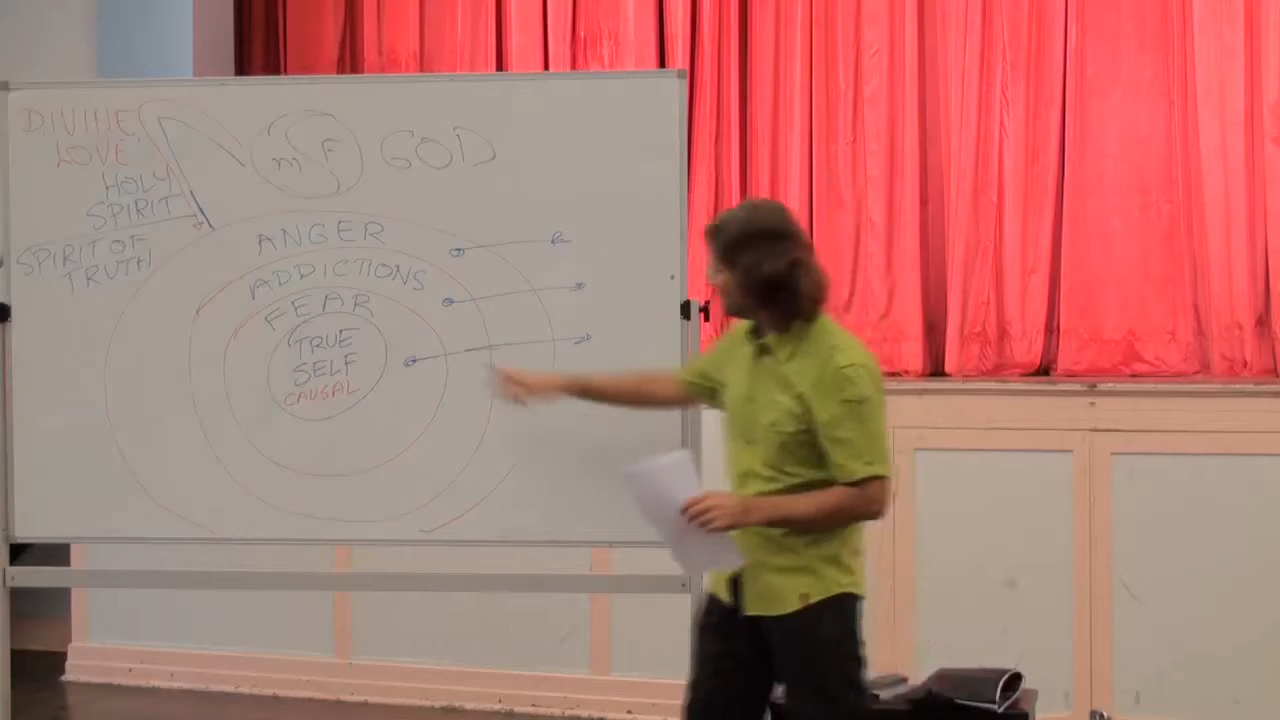 DIVINE
LOVE
HOLY
SPIRIT
SPIRIT OF
TRUTH
m F GOD
ANGER
ADDICTIONS
FEAR
TRUE
SELF
CAUSAL